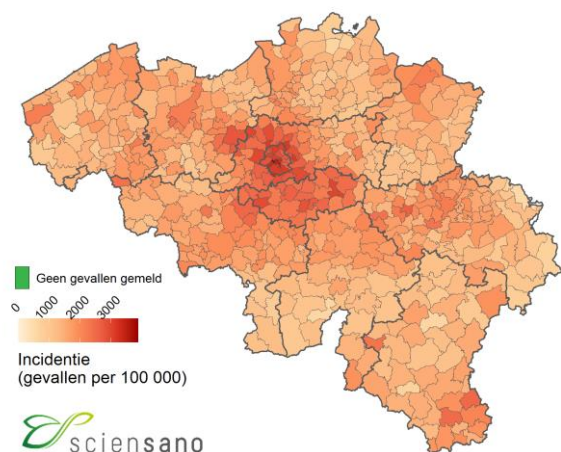 Geen gevallen gemeld
0 1000 2000 3000
Incidentie
(gevallen per 100 000)
sciensano